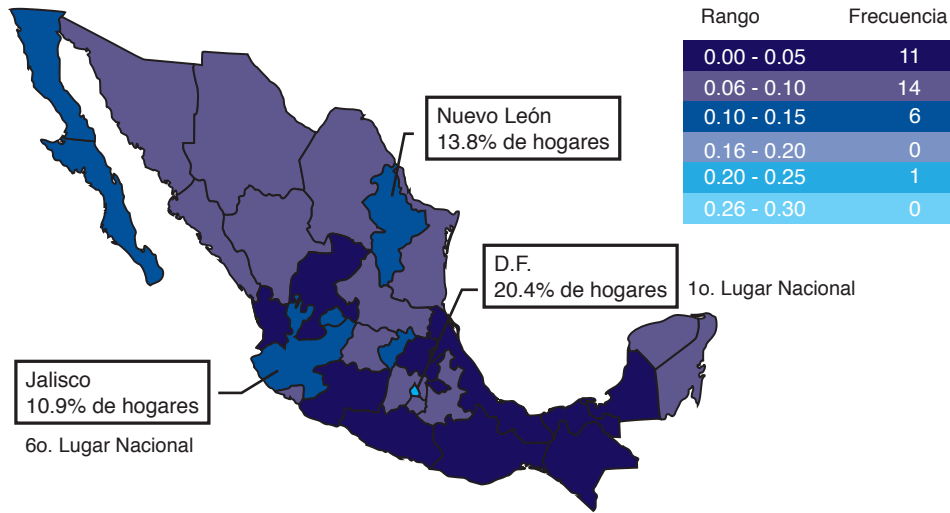 Rango Frecuencia
0.00 - 0.05 11
0.06 - 0.10 14
0.10 - 0.15 6
0.16 - 0.20 0
0.20 - 0.25 1
0.26 - 0.30 0
Nuevo León
13.8% de hogares
D.F.
20.4% de hogares
1o. Lugar Nacional
Jalisco
10.9% de hogares
6o. Lugar Nacional